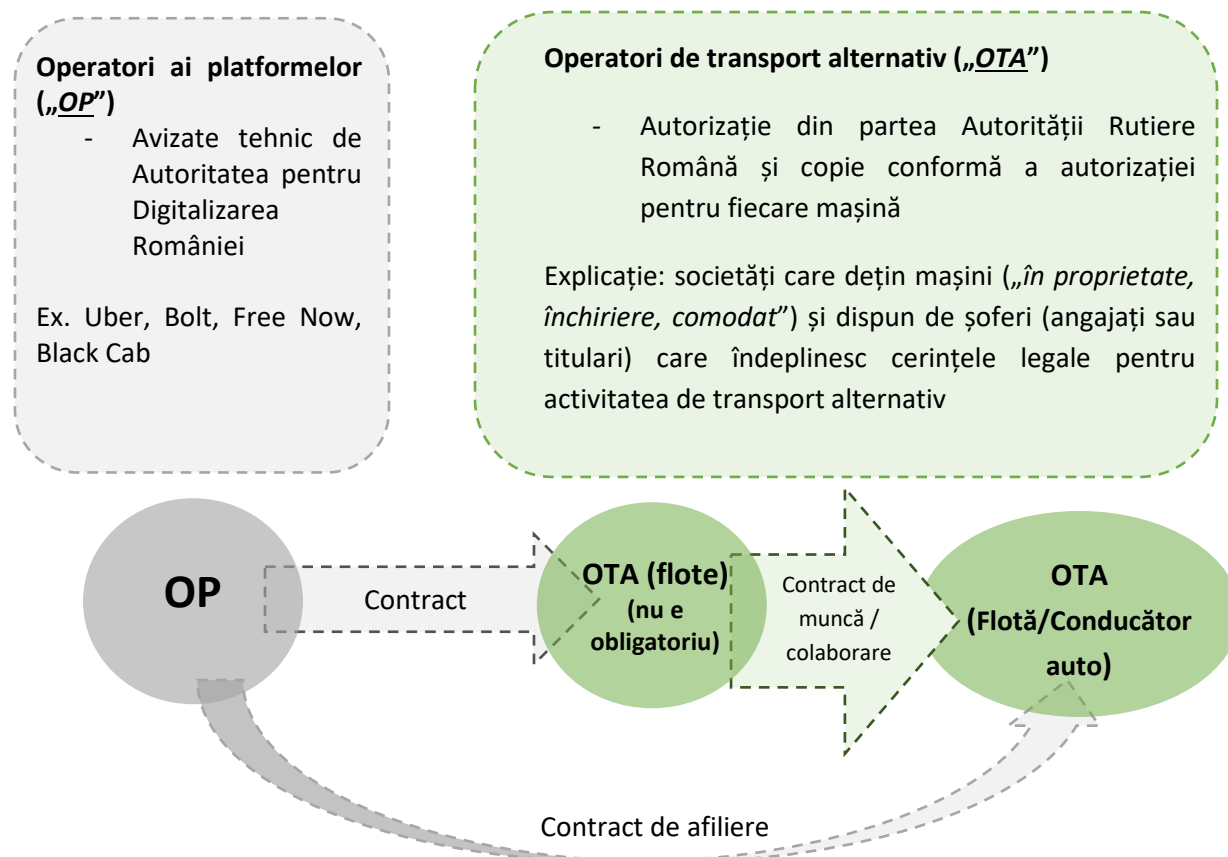 Operatori ai platformelor
(„OP”)
- Avizate tehnic de
Autoritatea pentru
Digitalizarea
României
Ex. Uber, Bolt, Free Now,
Black Cab
Operatori de transport alternativ („OTA”)
- Autorizație din partea Autorității Rutiere
Română și copie conformă a autorizației
pentru fiecare mașină
Explicație: societăți care dețin mașini („în proprietate,
închiriere, comodat”) și dispun de șoferi (angajați sau
titulari) care îndeplinesc cerințele legale pentru
activitatea de transport alternativ
OP
Contract
OTA (flote)
(nu e
obligatoriu)
Contract de
muncă /
colaborare
OTA
(Flotă/Conducător
auto)
Contract de afiliere